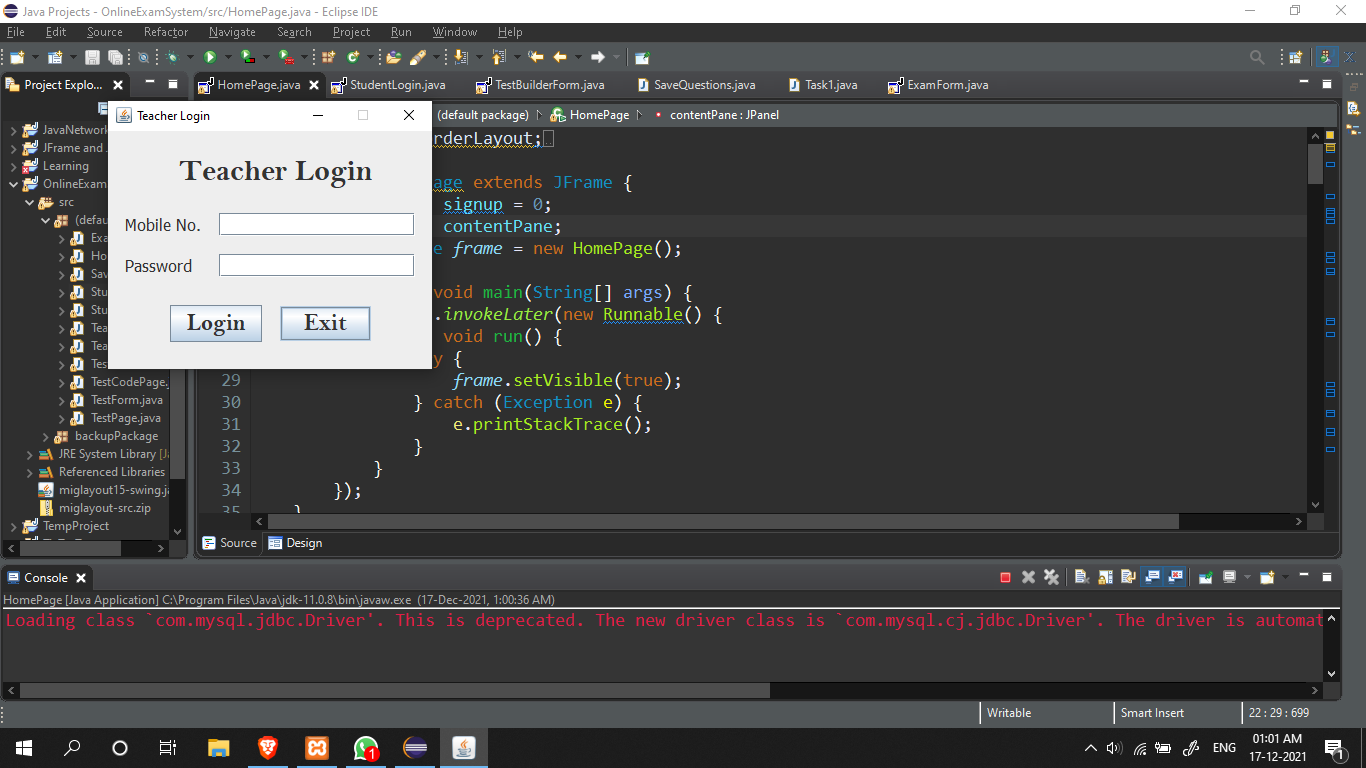 Java Projects - OnlineExamSystem/src/HomePage.java - Eclipse IDE
File Edit Source Refactor Navigate Search Project Run Window Help
Project Explo...
HomePage.java StudentLogin.java TestBuilderForm.java SaveQuestions.java Task1.java ExamForm.java
Teacher Login
Teacher Login
Mobile No.
Password
Login Exit
JavaNetwork
JFrame and
Learning
OnlineExam
src
(defau
Exa
Ho
Sav
Stu
Stu
Tea
Tea
Tes
TestCodePage.
TestForm.java
TestPage.java
backupPackage
JRE System Library [Ja
Referenced Libraries
miglayout15-swing.ja
miglayout-src.zip
TempProject
(default package) HomePage contentPane : JPanel
rderLayout;
age extends JFrame {
signup = 0;
contentPane;
e frame = new HomePage();
void main(String[] args) {
.invokeLater(new Runnable() {
void run() {
y {
29 frame.setVisible(true);
30 } catch (Exception e) {
31 e.printStackTrace();
32 }
33 }
34 });
35 }
Source Design
Console
HomePage [Java Application] C:\Program Files\Java\jdk-11.0.8\bin\javaw.exe (17-Dec-2021, 1:00:36 AM)
Loading class `com.mysql.jdbc.Driver'. This is deprecated. The new driver class is `com.mysql.cj.jdbc.Driver'. The driver is automat
Writable Smart Insert 22 : 29 : 699
1
ENG
01:01 AM
17-12-2021
1